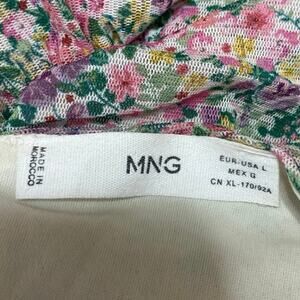 MADE IN
MOROCCO
MNG
EUR-USA L
MEX G
CN XL-170/92A